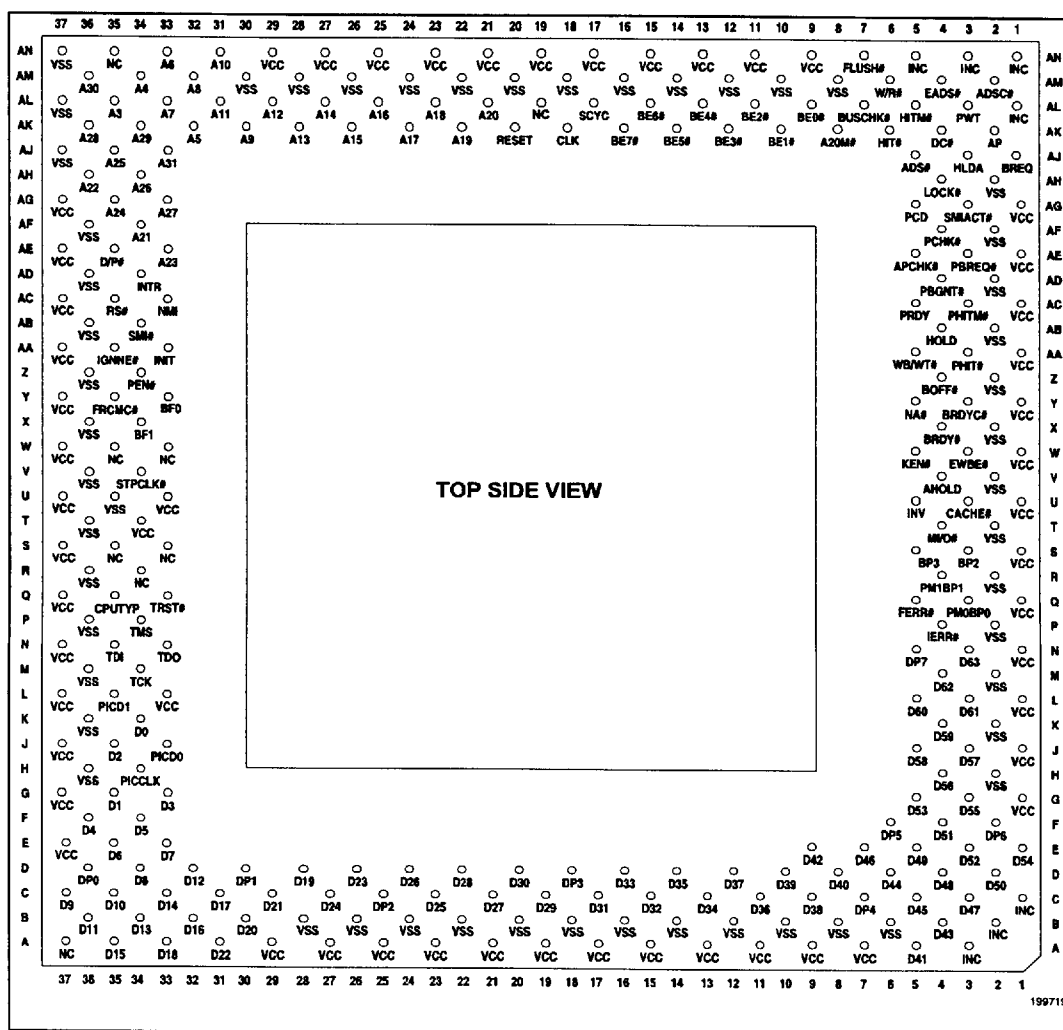 37 36 35 34 33 32 31 30 29 28 27 26 25 24 23 22 21 20 19 18 17 16 15 14 13 12 11 10 9 8 7 6 5 4 3 2 1
AN VSS NC A6 A10 VCC VCC VCC VCC VCC VCC VCC VCC VCC VCC VCC FLUSH# INC INC INC AN
AM A30 A4 A8 VSS VSS VSS VSS VSS VSS VSS VSS VSS VSS VSS VSS W/R# EADS# ADSC# AM
AL VSS A3 A7 A11 A12 A14 A16 A18 A20 NC SCYC BE6# BE4# BE2# BE0# BUSCHK# HITM# PWT INC AL
AK A28 A29 A5 A9 A13 A15 A17 A19 RESET CLK BE7# BE5# BE3# BE1# A20M# HIT# DC# AP AK
AJ VSS A25 A31 ADS# HLDA BREQ AJ
AH A22 A26 LOCK# VSS AH
AG VCC A24 A27 PCD SMIACT# VCC AG
AF VSS A21 PCHK# VSS AF
AE VCC D/P# A23 APCHK# PBREQ# VCC AE
AD VSS INTR PBGNT# VSS AD
AC VCC RS# NMI PRDY PHITM# VCC AC
AB VSS SMI# HOLD VSS AB
AA VCC IGNNE# INIT WB/WT# PHIT# VCC AA
Z VSS PEN# BOFF# VSS Z
Y VCC FRCMC# BF0 NA# BRDYC# VCC Y
X VSS BF1 BRDY# VSS X
W VCC NC NC KEN# EWBE# VCC W
V VSS STPCLK# AHOLD VSS V
TOP SIDE VIEW
U VCC VSS VCC INV CACHE# VCC U
T VSS VCC MI/O# VSS T
S VCC NC NC BP3 BP2 VCC S
R VSS NC PM1BP1 VSS R
Q VCC CPUTYP TRST# FERR# PM0BP0 VCC Q
P VSS TMS IERR# VSS P
N VCC TDI TDO DP7 D63 VCC N
M VSS TCK D62 VSS M
L VCC PICD1 VCC D60 D61 VCC L
K VSS D0 D59 VSS K
J VCC D2 PICD0 D58 D57 VCC J
H VSS PICCLK D56 VSS H
G VCC D1 D3 D53 D55 VCC G
F D4 D5 DP5 D51 DP6 F
E VCC D6 D7 D42 D46 D49 D52 D54 E
D DP0 D8 D12 DP1 D19 D23 D26 D28 D30 DP3 D33 D35 D37 D39 D40 D44 D48 D50 D
C D9 D10 D14 D17 D21 D24 DP2 D25 D27 D29 D31 D32 D34 D36 D38 DP4 D45 D47 INC C
B D11 D13 D16 D20 VSS VSS VSS VSS VSS VSS VSS VSS VSS VSS VSS VSS D43 INC B
A NC D15 D18 D22 VCC VCC VCC VCC VCC VCC VCC VCC VCC VCC VCC VCC D41 INC A
37 36 35 34 33 32 31 30 29 28 27 26 25 24 23 22 21 20 19 18 17 16 15 14 13 12 11 10 9 8 7 6 5 4 3 2 1
199719